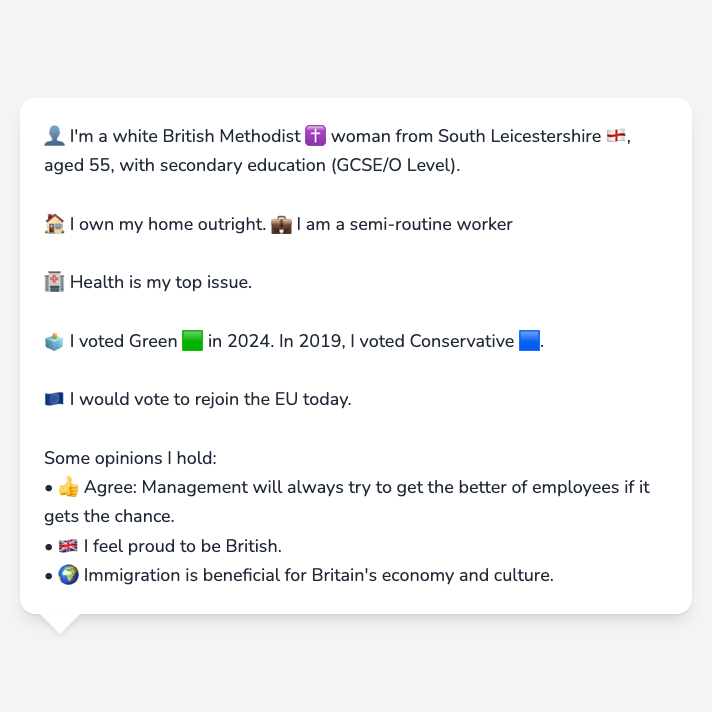 👤 I'm a white British Methodist ✝️ woman from South Leicestershire 🏴󠁧󠁢󠁥󠁮󠁧󠁿,
aged 55, with secondary education (GCSE/O Level).
🏠 I own my home outright. 💼 I am a semi-routine worker
🏥 Health is my top issue.
🗳️ I voted Green 🟩 in 2024. In 2019, I voted Conservative 🟦.
🇪🇺 I would vote to rejoin the EU today.
Some opinions I hold:
• 👍 Agree: Management will always try to get the better of employees if it
gets the chance.
• 🇬🇧 I feel proud to be British.
• 🌍 Immigration is beneficial for Britain's economy and culture.